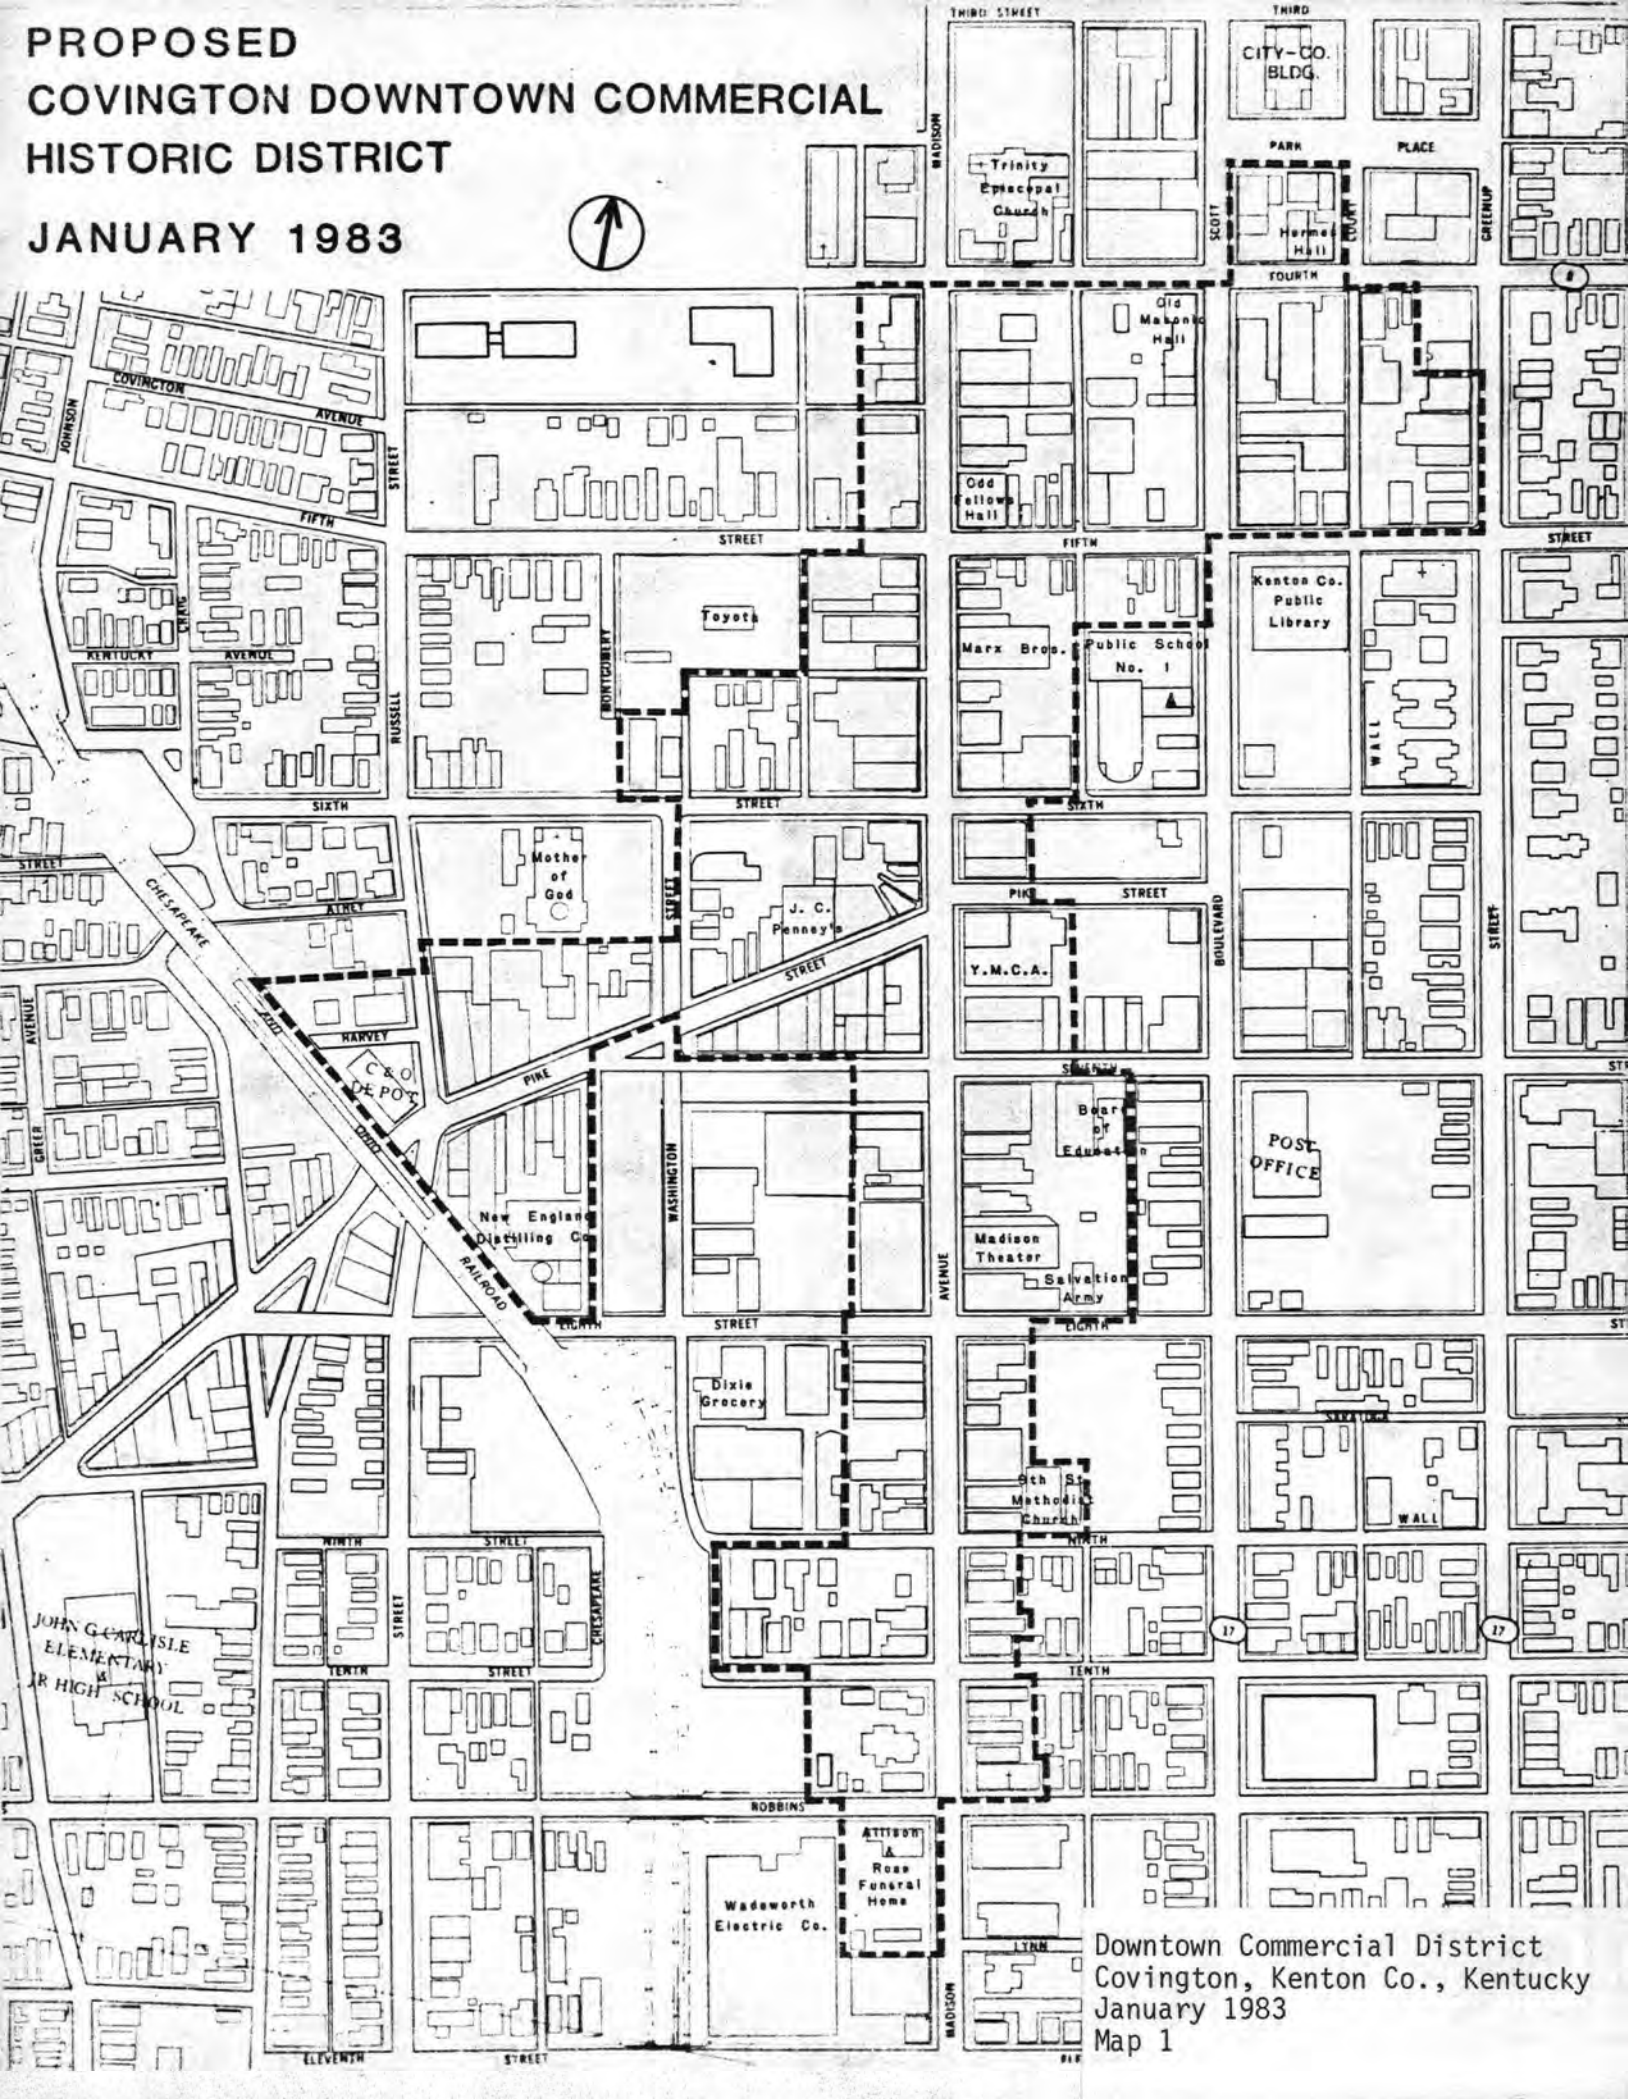 PROPOSED
COVINGTON DOWNTOWN COMMERCIAL
HISTORIC DISTRICT
JANUARY 1983
THIRD STREET
THIRD
CITY-CO.
BLDG.
MADISON
PARK
PLACE
Trinity
Episcopal
Church
SCOTT
Hermes
Hall
COURT
GREENUP
FOURTH
8
Old
Masonic
Hall
COVINGTON
AVENUE
JOHNSON
STREET
FIFTH
Odd
Fellows
Hall
STREET
FIFTH
STREET
CRAIG
KENTUCKY
AVENUE
RUSSELL
MONTGOMERY
Toyota
Marx Bros.
Public School
No. 1
Kenton Co.
Public
Library
WALL
SIXTH
STREET
SIXTH
STREET
CHESAPEAKE
ATHEY
Mother
of
God
STREET
J. C.
Penney's
STREET
PIKE
STREET
Y.M.C.A.
BOULEVARD
STREET
AVENUE
AND
HARVEY
C & O
DEPOT
PIKE
SEVENTH
ST
GREER
OHIO
WASHINGTON
Board
of
Education
POST
OFFICE
New England
Distilling Co
RAILROAD
AVENUE
Madison
Theater
Salvation
Army
EIGHTH
STREET
EIGHTH
ST
Dixie
Grocery
SARATOGA
9th St.
Methodist
Church
WALL
NINTH
STREET
NINTH
STREET
CHESAPEAKE
JOHN G CARLISLE
ELEMENTARY
&
JR HIGH SCHOOL
17
17
TENTH
STREET
TENTH
ROBBINS
Allison
&
Rose
Funeral
Home
Wadsworth
Electric Co.
LYNN
MADISON
ELEVENTH
STREET
Downtown Commercial District
Covington, Kenton Co., Kentucky
January 1983
Map 1